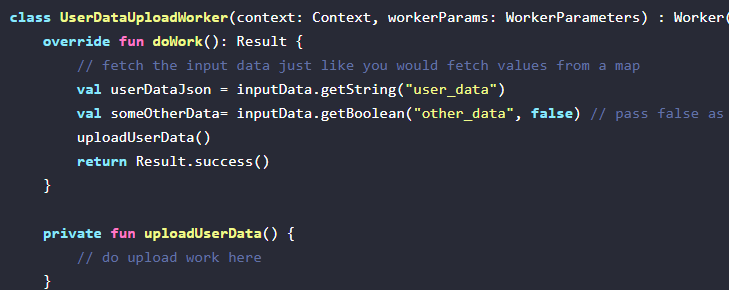 class UserDataUploadWorker(context: Context, workerParams: WorkerParameters) : Worker(
    override fun doWork(): Result {
        // fetch the input data just like you would fetch values from a map
        val userDataJson = inputData.getString("user_data")
        val someOtherData= inputData.getBoolean("other_data", false) // pass false as
        uploadUserData()
        return Result.success()
    }

    private fun uploadUserData() {
        // do upload work here
    }